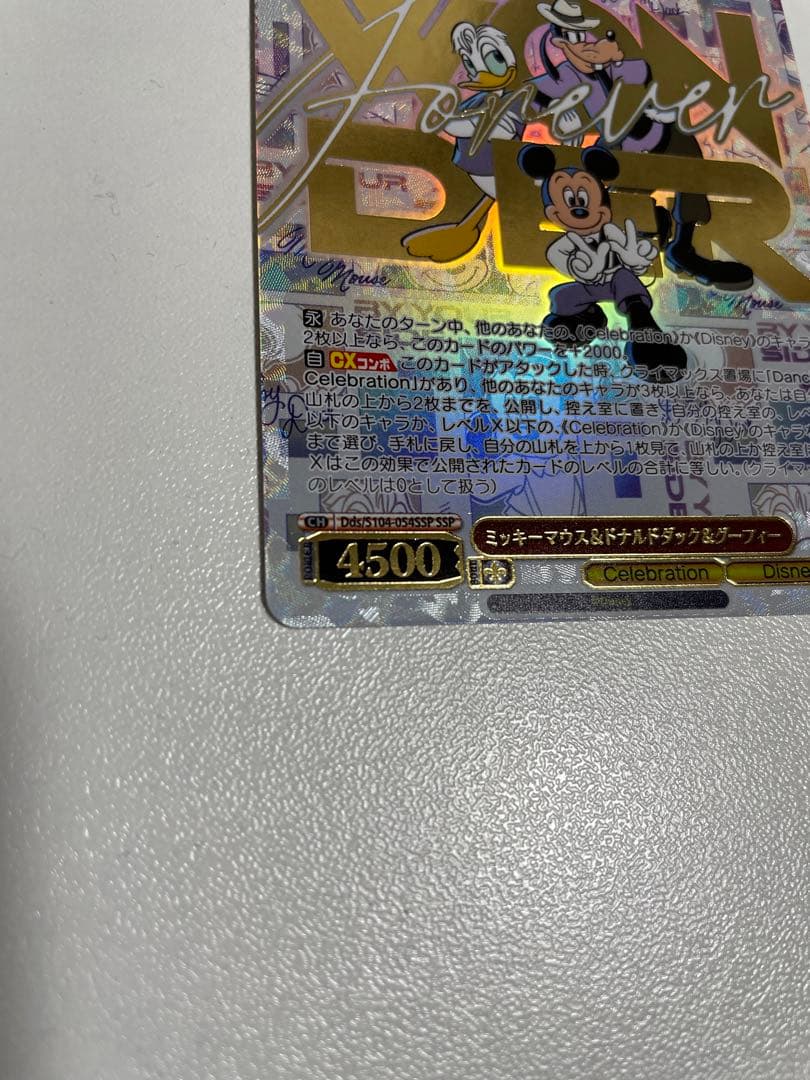 YON
Forever
DER
Mouse
Mouse
永 あなたのターン中、他のあなたの、《Celebration》か《Disney》のキャラ
2枚以上なら、このカードのパワーを＋2000。
自 CXコンボ このカードがアタックした時、クライマックス置場に「Danc
Celebration」があり、他のあなたのキャラが3枚以上なら、あなたは自
山札の上から2枚までを、公開し、控え室に置き、自分の控え室の、レ
以下のキャラか、レベルX以下の、《Celebration》か《Disney》のキャラ
まで選び、手札に戻し、自分の山札を上から1枚見て、山札の上か控え室に
Xはこの効果で公開されたカードのレベルの合計に等しい。（クライマ
のレベルは0として扱う）
CH Dds/S104-054SSP SSP
ミッキーマウス&ドナルドダック&グーフィー
POWER 4500
Celebration Disne